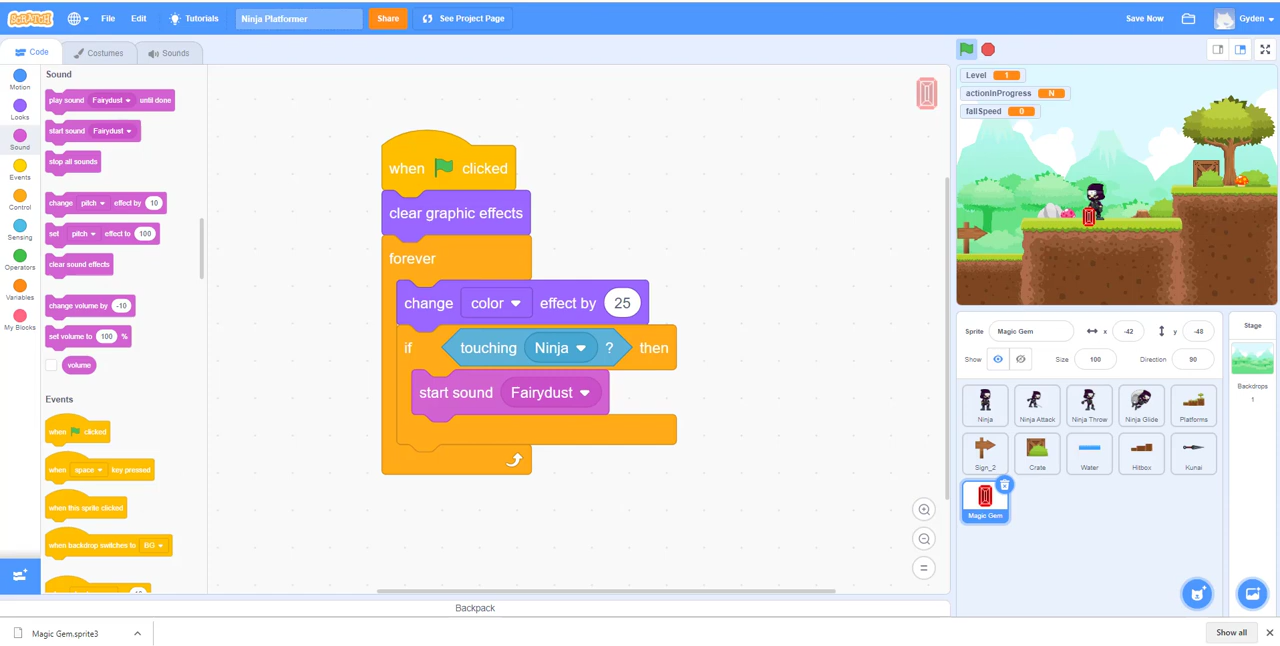 SCRATCH File Edit Tutorials Ninja Platformer Share See Project Page Save Now Gyden
Code Costumes Sounds
Motion
Looks
Sound
Events
Control
Sensing
Operators
Variables
My Blocks
Sound
play sound Fairydust until done
start sound Fairydust
stop all sounds
change pitch effect by 10
set pitch effect to 100
clear sound effects
change volume by -10
set volume to 100 %
volume
Events
when clicked
when space key pressed
when this sprite clicked
when backdrop switches to BG
when clicked
clear graphic effects
forever
change color effect by 25
if touching Ninja ? then
start sound Fairydust
Level 1
actionInProgress N
fallSpeed 0
Sprite Magic Gem x -42 y -48
Show Size 100 Direction 90
Ninja Ninja Attack Ninja Throw Ninja Glide Platforms
Sign_2 Crate Water Hitbox Kunai
Magic Gem
Stage
Backdrops
1
Backpack
Magic Gem.sprite3
Show all